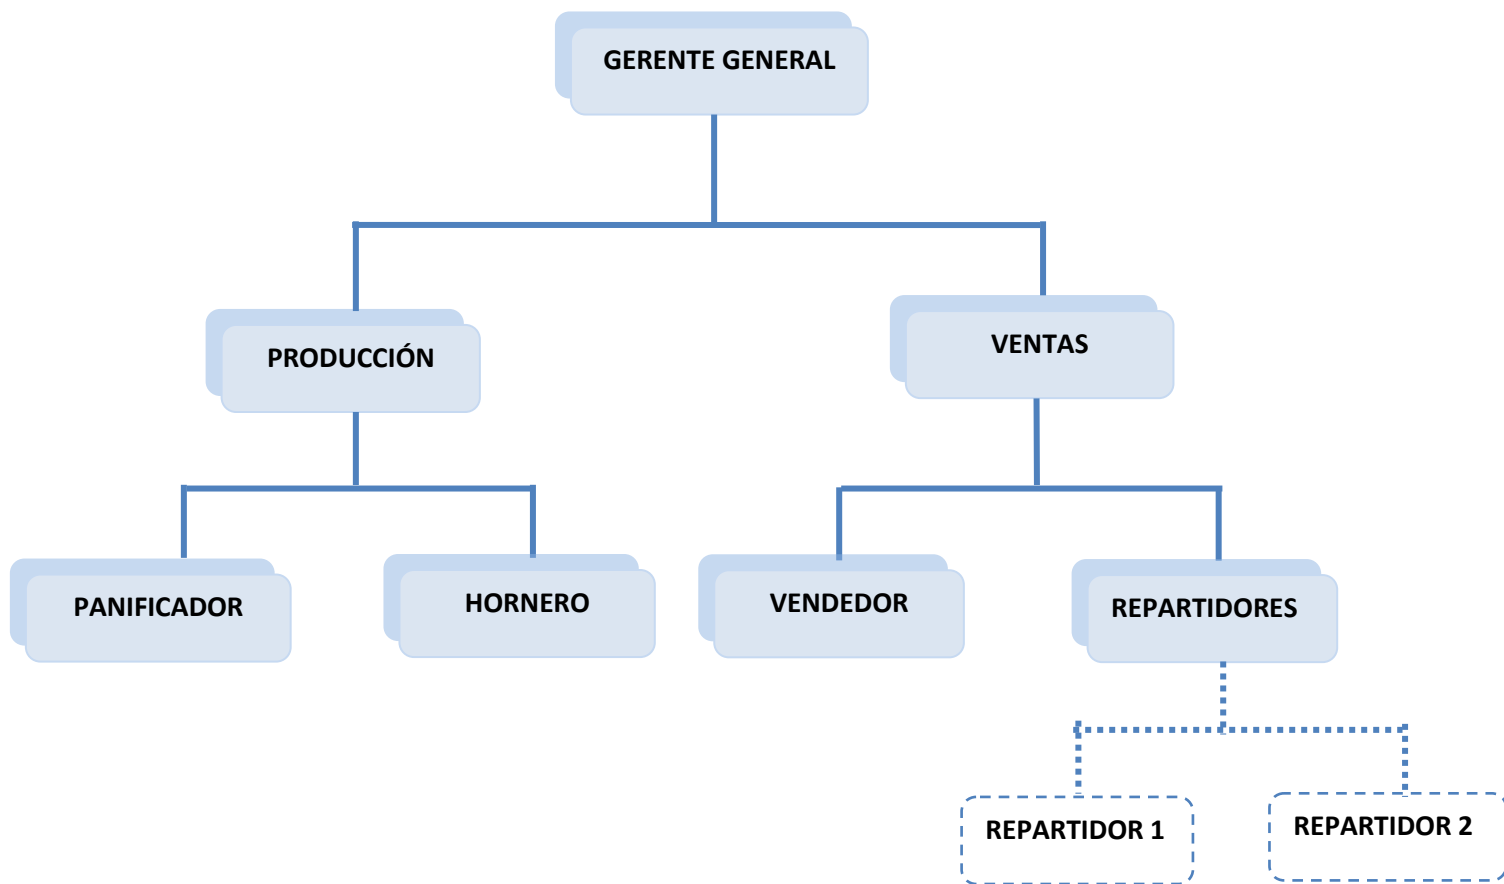 GERENTE GENERAL
PRODUCCIÓN
VENTAS
PANIFICADOR
HORNERO
VENDEDOR
REPARTIDORES
REPARTIDOR 1
REPARTIDOR 2